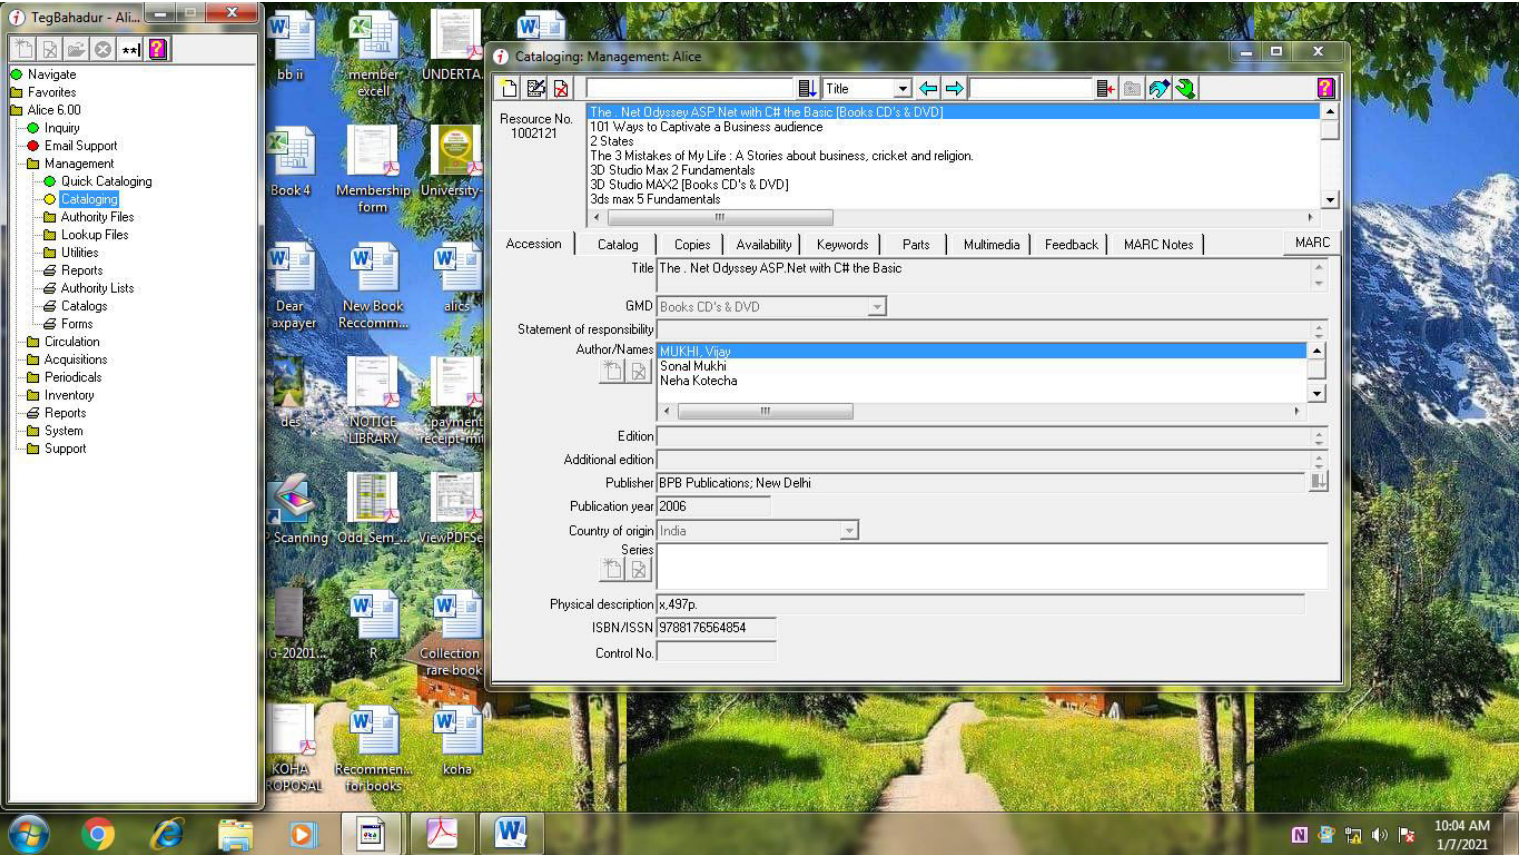 TegBahadur - Ali...
**|
Navigate
Favorites
Alice 6.00
Inquiry
Email Support
Management
Quick Cataloging
Cataloging
Authority Files
Lookup Files
Utilities
Reports
Authority Lists
Catalogs
Forms
Circulation
Acquisitions
Periodicals
Inventory
Reports
System
Support
bb ii
member
excell
UNDERTA
Book 4
Membership
form
University-
Dear
Taxpayer
New Book
Reccomm...
alics
des
NOTICE
LIBRARY
payment
receipt-mit
P Scanning
Odd_Sem_...
ViewPDFSe
G-20201...
R
Collection
rare book
KOHA
ROPOSAL
Recommen...
for books
koha
Cataloging: Management: Alice
Title
Resource No.
1002121
The . Net Odyssey ASP.Net with C# the Basic [Books CD's & DVD]
101 Ways to Captivate a Business audience
2 States
The 3 Mistakes of My Life : A Stories about business, cricket and religion.
3D Studio Max 2 Fundamentals
3D Studio MAX2 [Books CD's & DVD]
3ds max 5 Fundamentals
Accession Catalog Copies Availability Keywords Parts Multimedia Feedback MARC Notes MARC
Title The . Net Odyssey ASP.Net with C# the Basic
GMD Books CD's & DVD
Statement of responsibility
Author/Names MUKHI, Vijay
Sonal Mukhi
Neha Kotecha
Edition
Additional edition
Publisher BPB Publications; New Delhi
Publication year 2006
Country of origin India
Series
Physical description x,497p.
ISBN/ISSN 9788176564854
Control No.
10:04 AM
1/7/2021